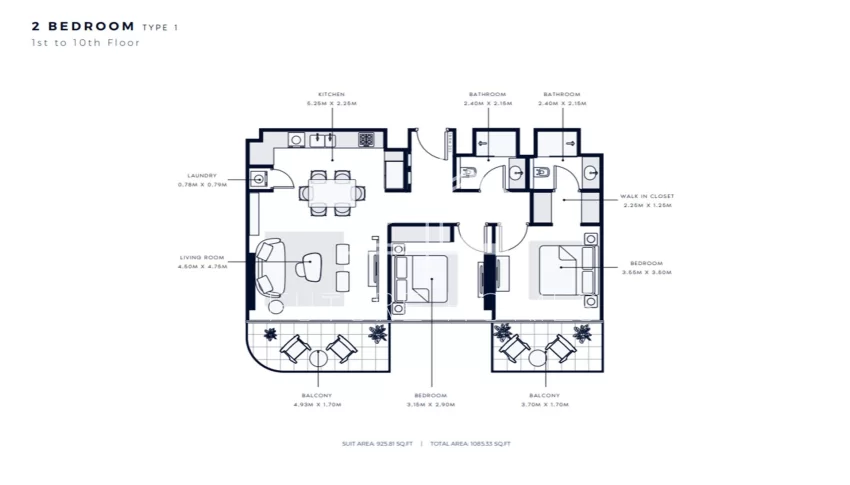 2 BEDROOM TYPE 1
1st to 10th Floor
KITCHEN
5.25M X 2.25M
BATHROOM
2.40M X 2.15M
BATHROOM
2.40M X 2.15M
LAUNDRY
0.78M X 0.79M
WALK IN CLOSET
2.25M X 1.25M
LIVING ROOM
4.60M X 4.75M
BEDROOM
3.55M X 3.60M
BALCONY
4.93M X 1.70M
BEDROOM
3.15M X 2.90M
BALCONY
3.70M X 1.70M
SUIT AREA: 925.81 SQ.FT | TOTAL AREA: 1085.33 SQ.FT